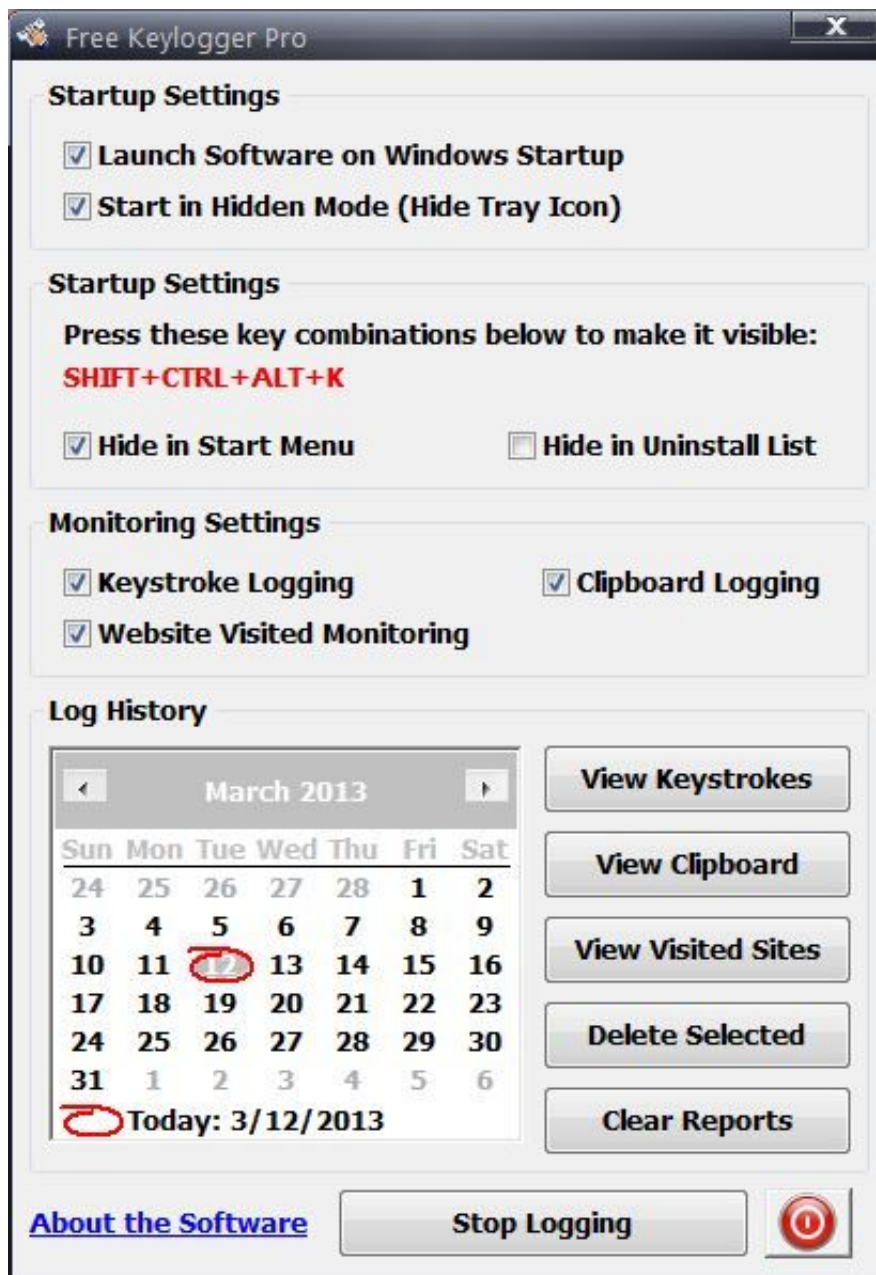 Free Keylogger Pro
X
Startup Settings
Launch Software on Windows Startup
Start in Hidden Mode (Hide Tray Icon)
Startup Settings
Press these key combinations below to make it visible:
SHIFT+CTRL+ALT+K
Hide in Start Menu Hide in Uninstall List
Monitoring Settings
Keystroke Logging Clipboard Logging
Website Visited Monitoring
Log History
March 2013
Sun Mon Tue Wed Thu Fri Sat
24 25 26 27 28 1 2
3 4 5 6 7 8 9
10 11 12 13 14 15 16
17 18 19 20 21 22 23
24 25 26 27 28 29 30
31 1 2 3 4 5 6
Today: 3/12/2013
View Keystrokes
View Clipboard
View Visited Sites
Delete Selected
Clear Reports
About the Software Stop Logging